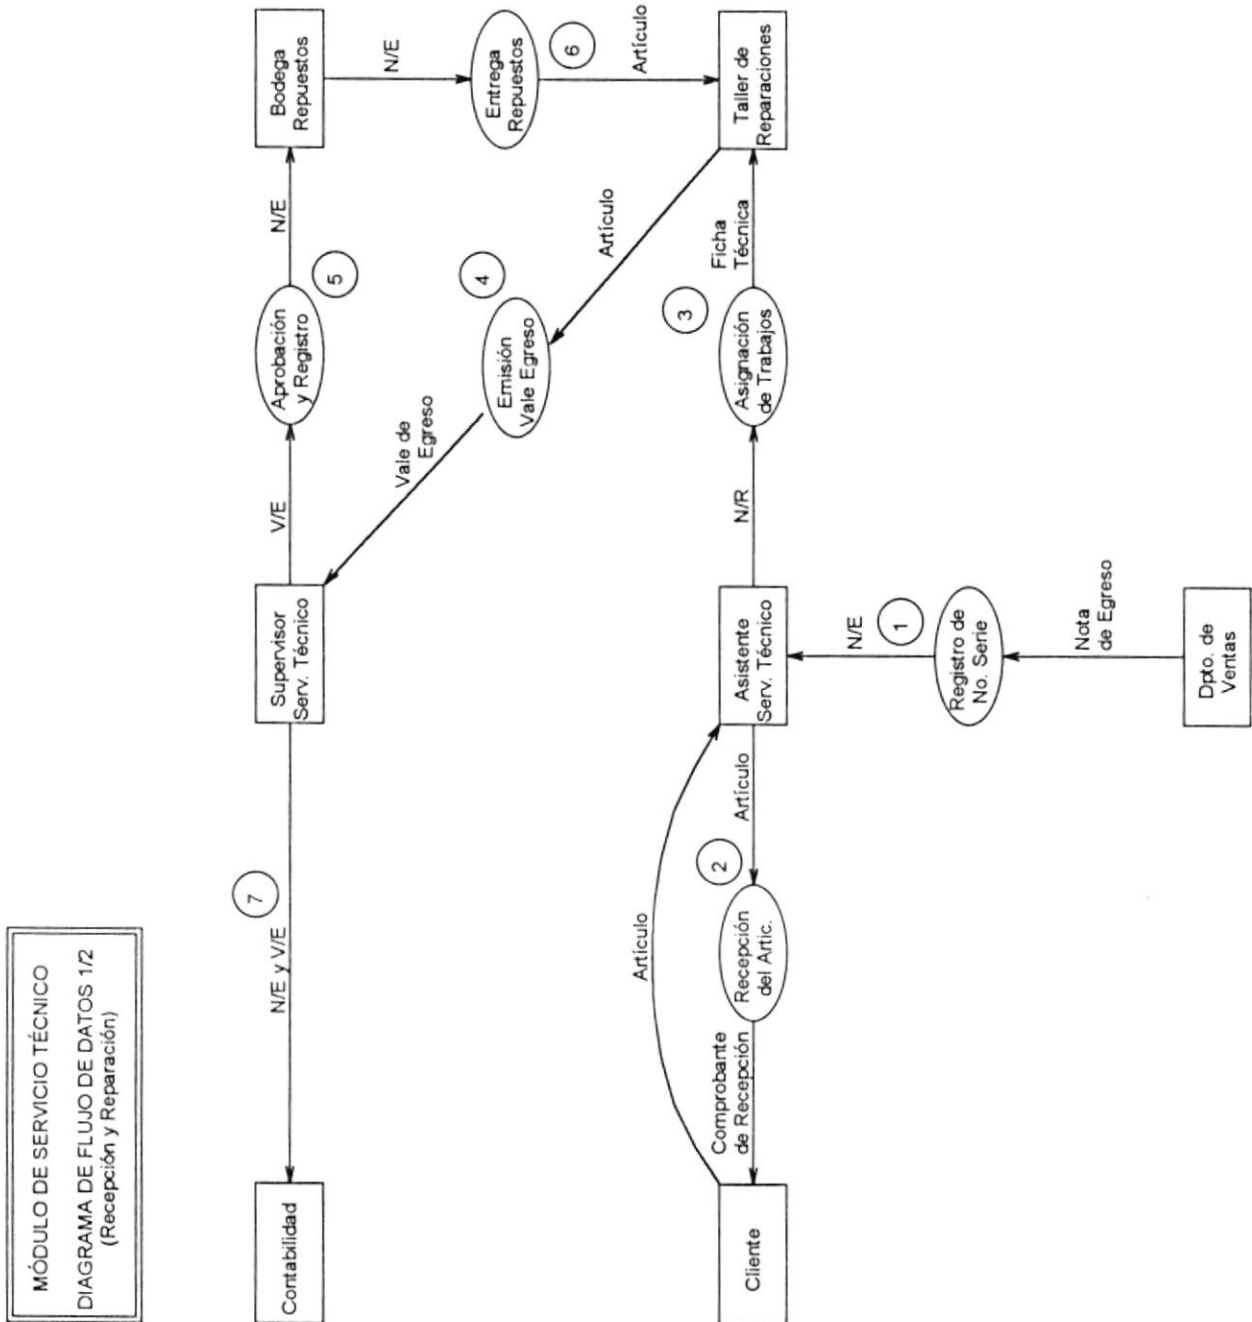 MÓDULO DE SERVICIO TÉCNICO
DIAGRAMA DE FLUJO DE DATOS 1/2
(Recepción y Reparación)
Contabilidad
N/E y V/E
7
Supervisor
Serv. Técnico
V/E
Aprobación
y Registro
5
N/E
Bodega
Repuestos
N/E
Entrega
Repuestos
6
Artículo
Vale de
Egreso
Emisión
Vale Egreso
4
Artículo
Cliente
Artículo
Comprobante
de Recepción
Recepción
del Artic.
2
Artículo
Asistente
Serv. Técnico
N/R
Asignación
de Trabajos
3
Ficha
Técnica
Taller de
Reparaciones
N/E
1
Registro de
No. Serie
Nota
de Egreso
Dpto. de
Ventas